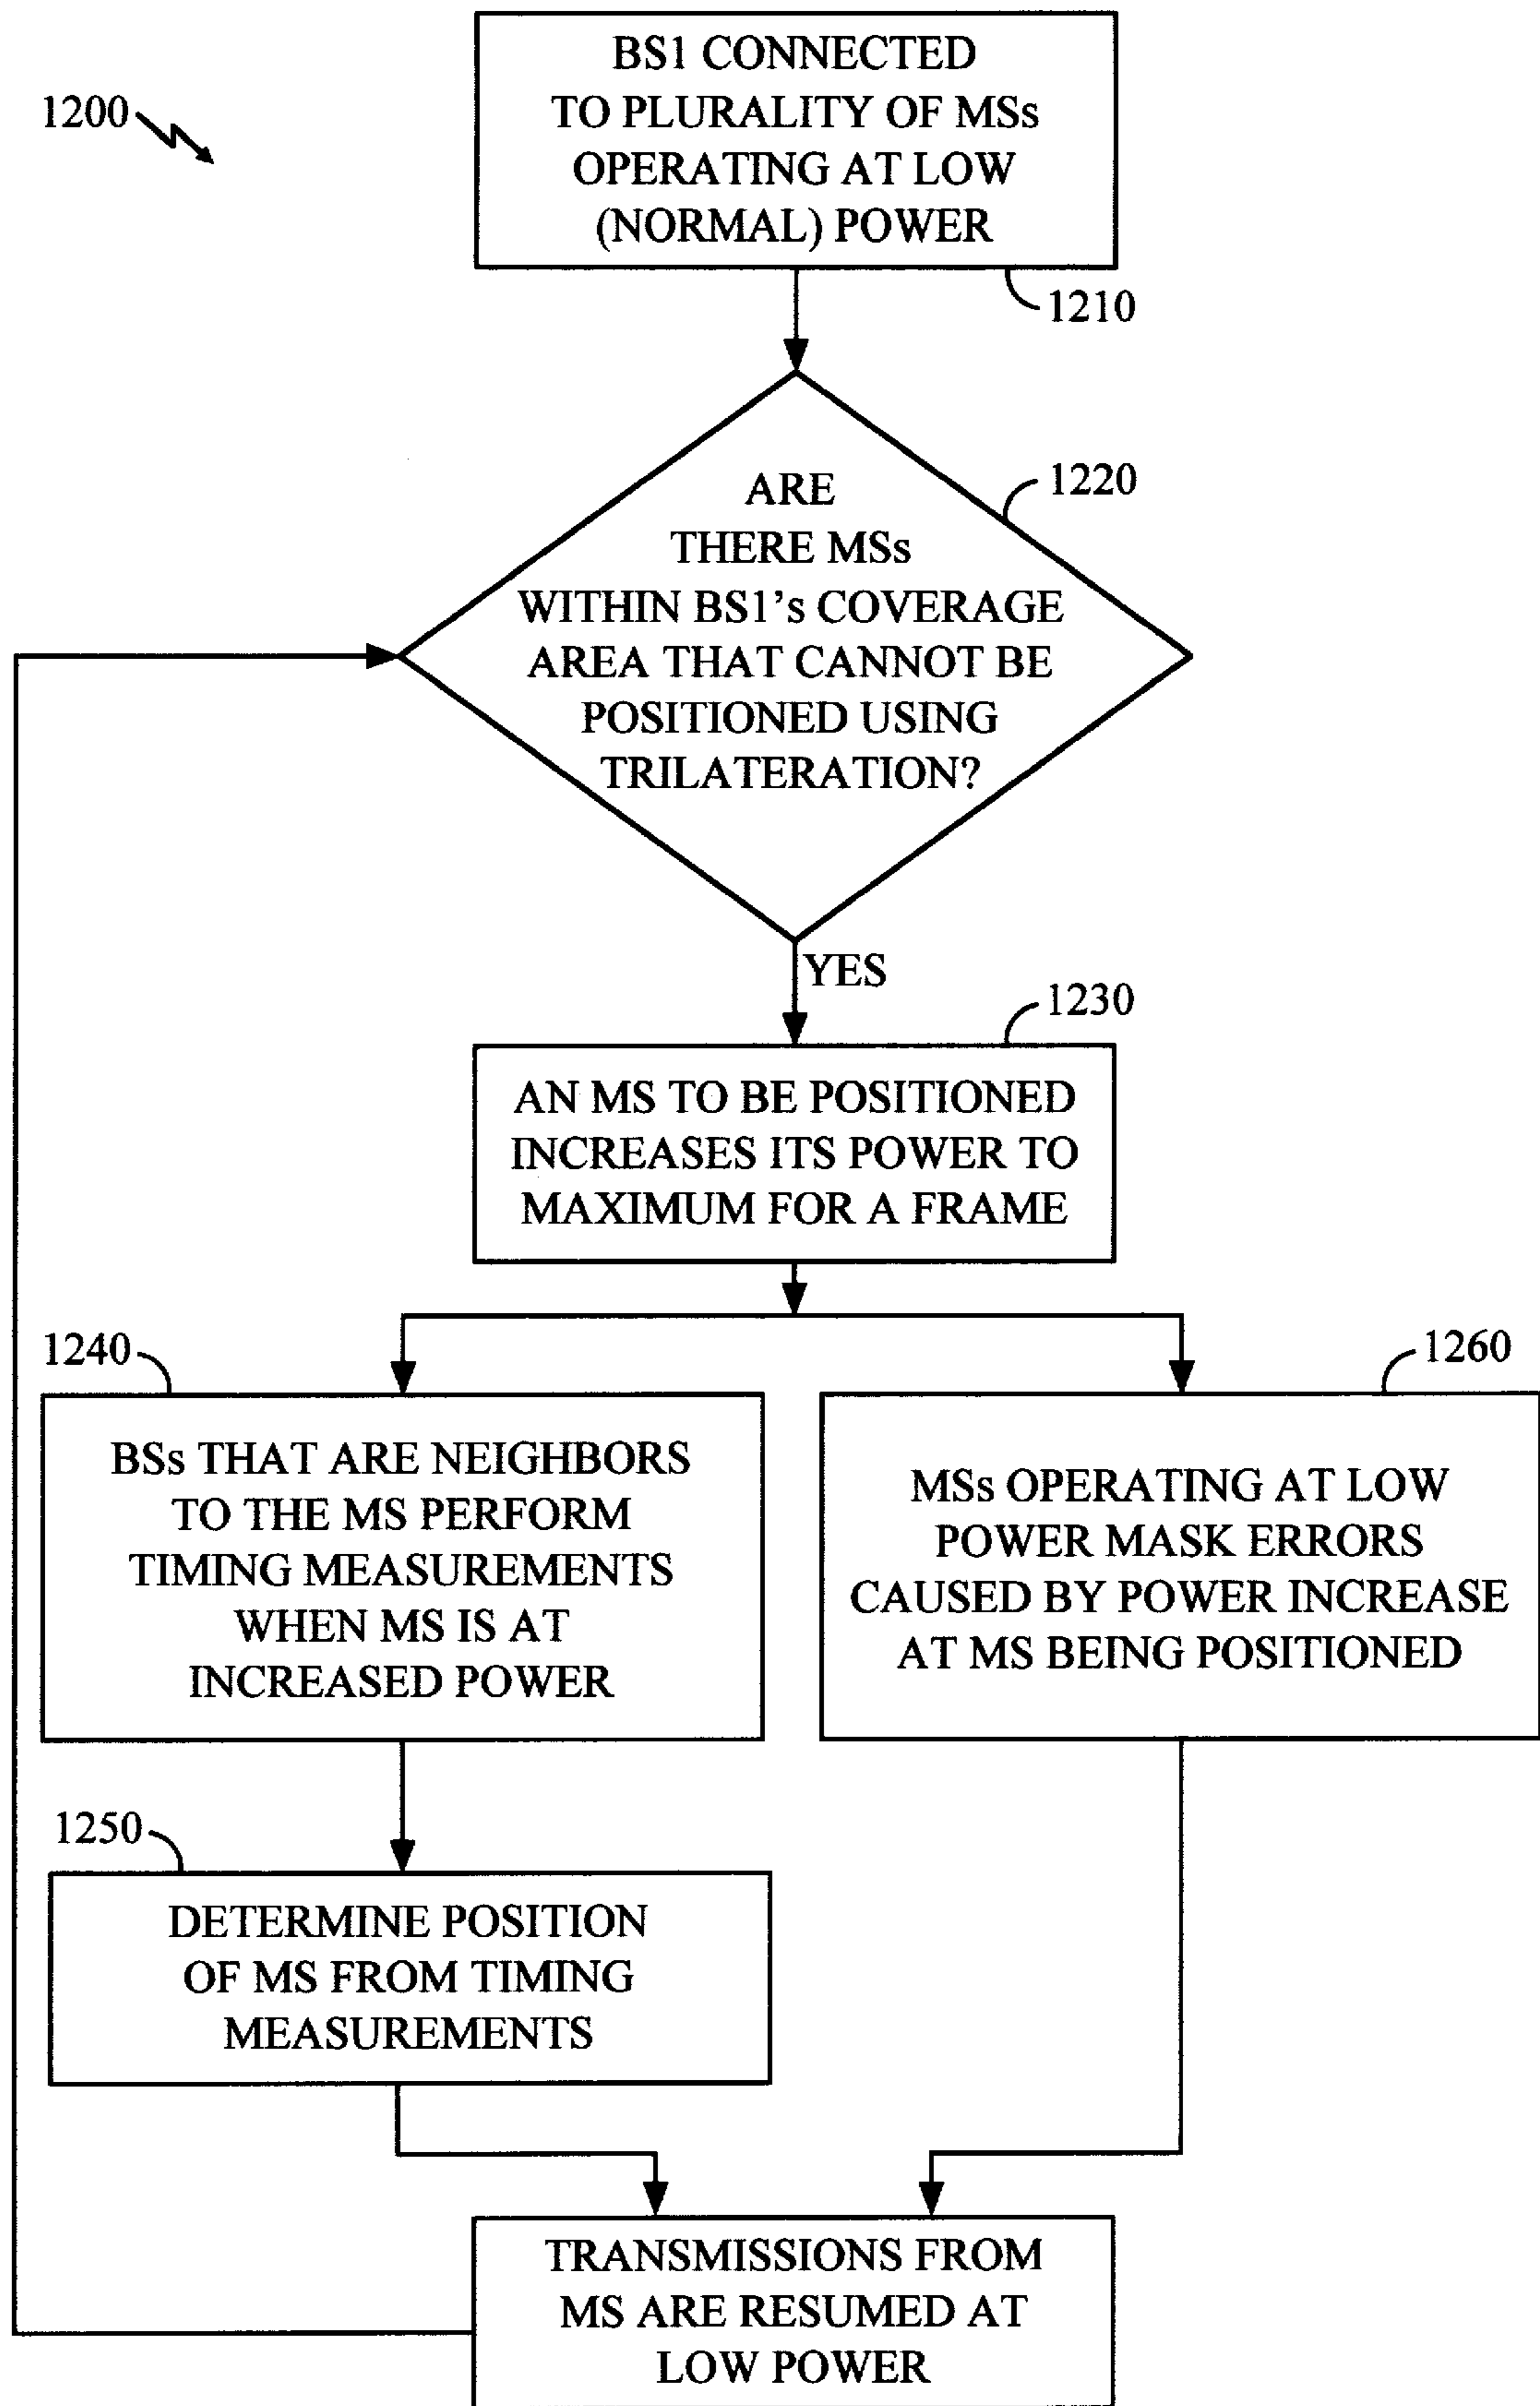 1200
BS1 CONNECTED
TO PLURALITY OF MSs
OPERATING AT LOW
(NORMAL) POWER
1210
1220
ARE
THERE MSs
WITHIN BS1's COVERAGE
AREA THAT CANNOT BE
POSITIONED USING
TRILATERATION?
YES
1230
AN MS TO BE POSITIONED
INCREASES ITS POWER TO
MAXIMUM FOR A FRAME
1240
BSs THAT ARE NEIGHBORS
TO THE MS PERFORM
TIMING MEASUREMENTS
WHEN MS IS AT
INCREASED POWER
1260
MSs OPERATING AT LOW
POWER MASK ERRORS
CAUSED BY POWER INCREASE
AT MS BEING POSITIONED
1250
DETERMINE POSITION
OF MS FROM TIMING
MEASUREMENTS
TRANSMISSIONS FROM
MS ARE RESUMED AT
LOW POWER